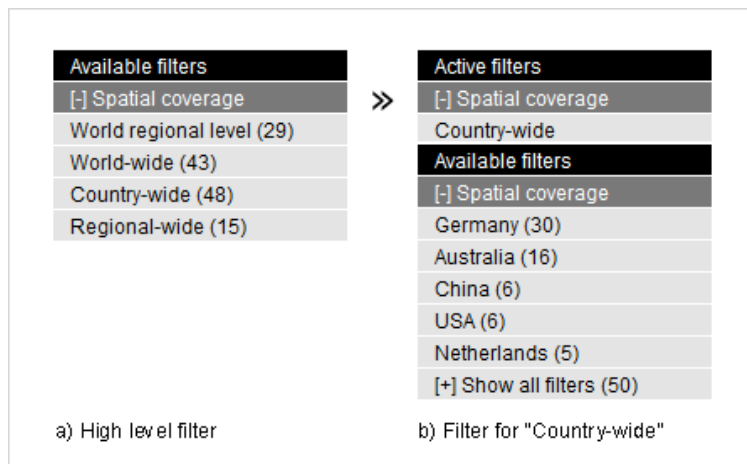 Available filters
[-] Spatial coverage
World regional level (29)
World-wide (43)
Country-wide (48)
Regional-wide (15)
»
Active filters
[-] Spatial coverage
Country-wide
Available filters
[-] Spatial coverage
Germany (30)
Australia (16)
China (6)
USA (6)
Netherlands (5)
[+] Show all filters (50)
a) High level filter
b) Filter for "Country-wide"